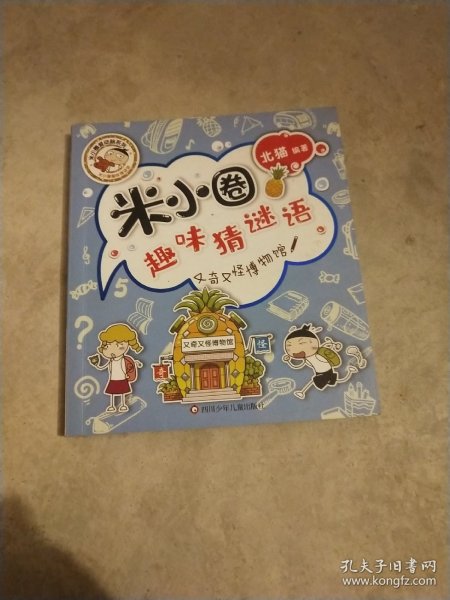 北猫 编著
米小圈
趣味猜谜语
又奇又怪博物馆
又奇又怪博物馆
奇
怪
四川少年儿童出版社
孔夫子旧书网
www.kongfz.com